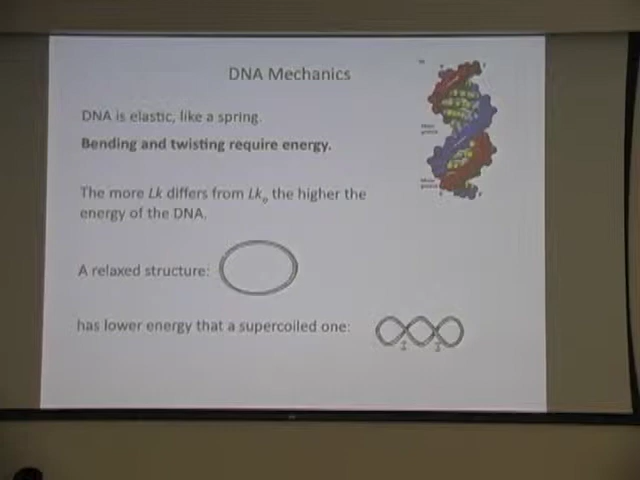 DNA Mechanics
DNA is elastic, like a spring.
Bending and twisting require energy.
The more Lk differs from Lk₀ the higher the
energy of the DNA.
A relaxed structure:
has lower energy that a supercoiled one: